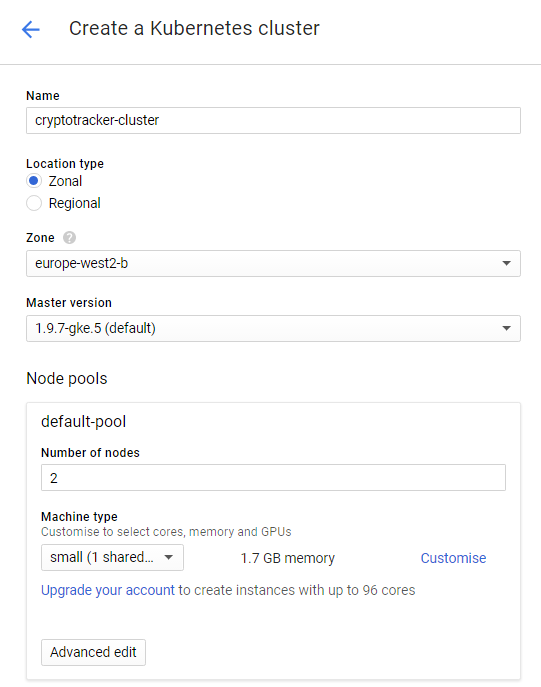 Create a Kubernetes cluster
Name
cryptotracker-cluster
Location type
Zonal
Regional
Zone ?
europe-west2-b
Master version
1.9.7-gke.5 (default)
Node pools
default-pool
Number of nodes
2
Machine type
Customise to select cores, memory and GPUs
small (1 shared... 1.7 GB memory Customise
Upgrade your account to create instances with up to 96 cores
Advanced edit